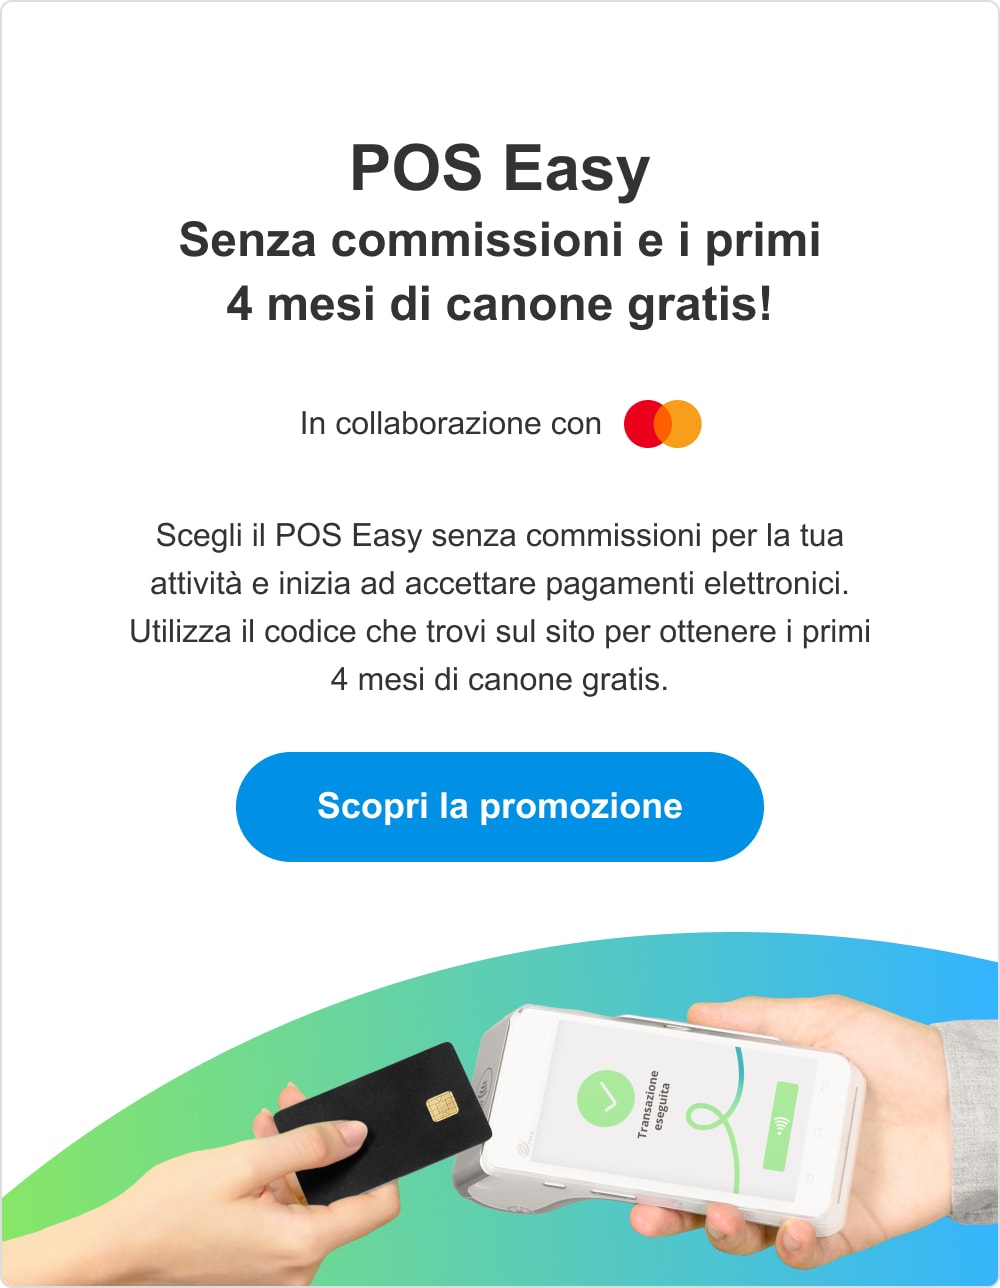 POS Easy
Senza commissioni e i primi
4 mesi di canone gratis!
In collaborazione con
Scegli il POS Easy senza commissioni per la tua
attività e inizia ad accettare pagamenti elettronici.
Utilizza il codice che trovi sul sito per ottenere i primi
4 mesi di canone gratis.
Scopri la promozione
Transazione
eseguita